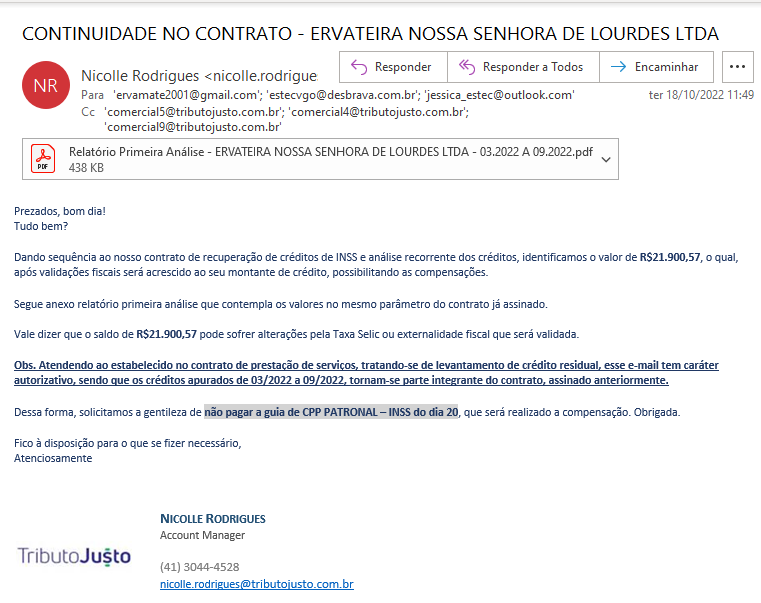 CONTINUIDADE NO CONTRATO - ERVATEIRA NOSSA SENHORA DE LOURDES LTDA
NR
Nicolle Rodrigues <nicolle.rodrigue
Responder
Responder a Todos
Encaminhar
Para 'ervamate2001@gmail.com'; 'estecvgo@desbrava.com.br'; 'jessica_estec@outlook.com'
ter 18/10/2022 11:49
Cc 'comercial5@tributojusto.com.br'; 'comercial4@tributojusto.com.br';
'comercial9@tributojusto.com.br'
PDF
Relatório Primeira Análise - ERVATEIRA NOSSA SENHORA DE LOURDES LTDA - 03.2022 A 09.2022.pdf
438 KB
Prezados, bom dia!
Tudo bem?
Dando sequência ao nosso contrato de recuperação de créditos de INSS e análise recorrente dos créditos, identificamos o valor de R$21.900,57, o qual,
após validações fiscais será acrescido ao seu montante de crédito, possibilitando as compensações.
Segue anexo relatório primeira análise que contempla os valores no mesmo parâmetro do contrato já assinado.
Vale dizer que o saldo de R$21.900,57 pode sofrer alterações pela Taxa Selic ou externalidade fiscal que será validada.
Obs. Atendendo ao estabelecido no contrato de prestação de serviços, tratando-se de levantamento de crédito residual, esse e-mail tem caráter
autorizativo, sendo que os créditos apurados de 03/2022 a 09/2022, tornam-se parte integrante do contrato, assinado anteriormente.
Dessa forma, solicitamos a gentileza de não pagar a guia de CPP PATRONAL – INSS do dia 20, que será realizado a compensação. Obrigada.
Fico à disposição para o que se fizer necessário,
Atenciosamente
NICOLLE RODRIGUES
Account Manager
TributoJusto
(41) 3044-4528
nicolle.rodrigues@tributojusto.com.br